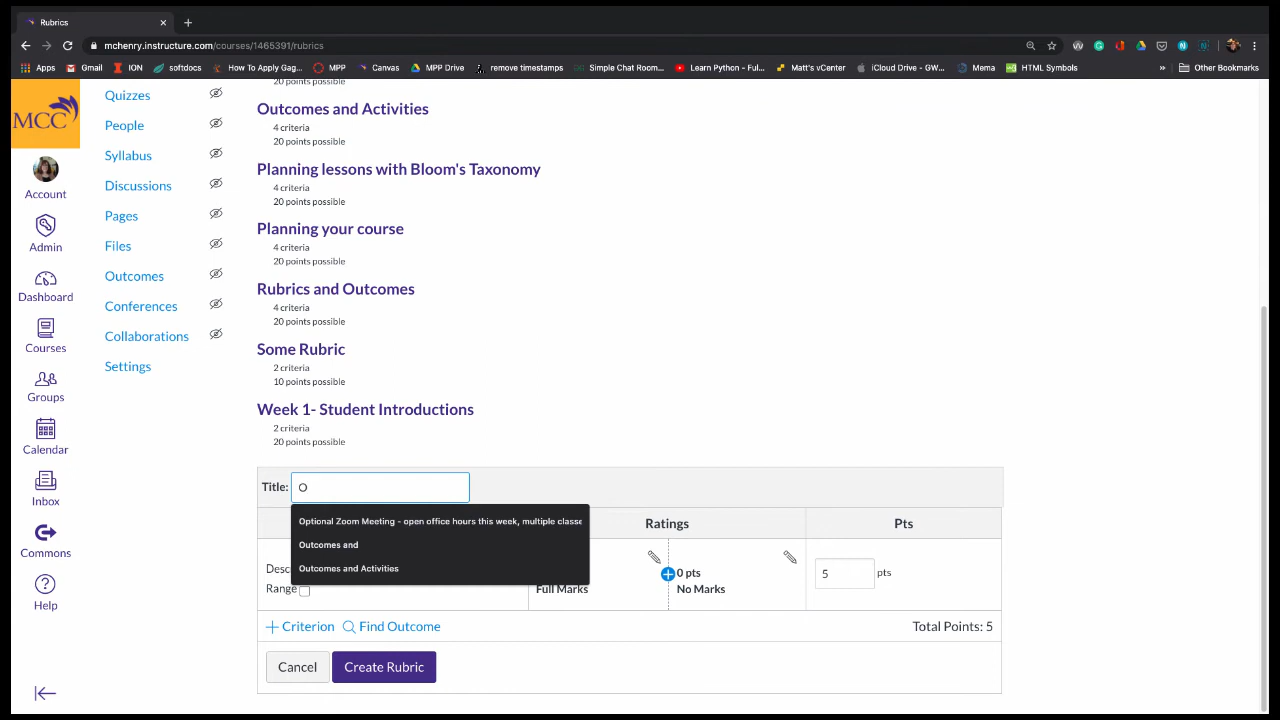 Rubrics
mchenry.instructure.com/courses/1465391/rubrics
Apps
Gmail
ION
softdocs
How To Apply Gag...
MPP
Canvas
MPP Drive
remove timestamps
Simple Chat Room...
Learn Python - Ful...
Matt's vCenter
iCloud Drive - GW...
Mema
HTML Symbols
»
Other Bookmarks
MCC
Account
Admin
Dashboard
Courses
Groups
Calendar
Inbox
Commons
Help
Quizzes
People
Syllabus
Discussions
Pages
Files
Outcomes
Conferences
Collaborations
Settings
20 points possible
Outcomes and Activities
4 criteria
20 points possible
Planning lessons with Bloom's Taxonomy
4 criteria
20 points possible
Planning your course
4 criteria
20 points possible
Rubrics and Outcomes
4 criteria
20 points possible
Some Rubric
2 criteria
10 points possible
Week 1- Student Introductions
2 criteria
20 points possible
Title: O
Optional Zoom Meeting - open office hours this week, multiple classe
Outcomes and
Outcomes and Activities
Ratings
Pts
Desc
Range
Full Marks
0 pts
No Marks
5 pts
Criterion
Find Outcome
Total Points: 5
Cancel
Create Rubric